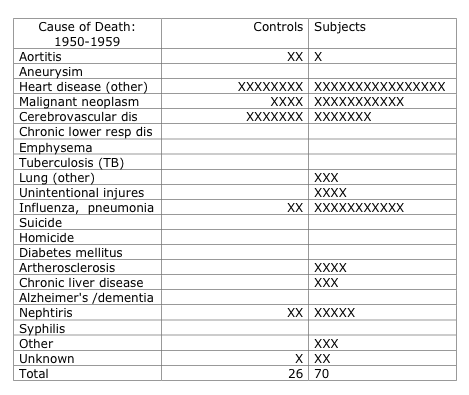 Cause of Death: 1950-1959 Controls Subjects
Aortitis XX X
Aneurysim
Heart disease (other) XXXXXXXX XXXXXXXXXXXXXXXX
Malignant neoplasm XXXX XXXXXXXXXXX
Cerebrovascular dis XXXXXXX XXXXXXX
Chronic lower resp dis
Emphysema
Tuberculosis (TB)
Lung (other) XXX
Unintentional injures XXXX
Influenza, pneumonia XX XXXXXXXXXXX
Suicide
Homicide
Diabetes mellitus
Artherosclerosis XXXX
Chronic liver disease XXX
Alzheimer's /dementia
Nephtiris XX XXXXX
Syphilis
Other XXX
Unknown X XX
Total 26 70